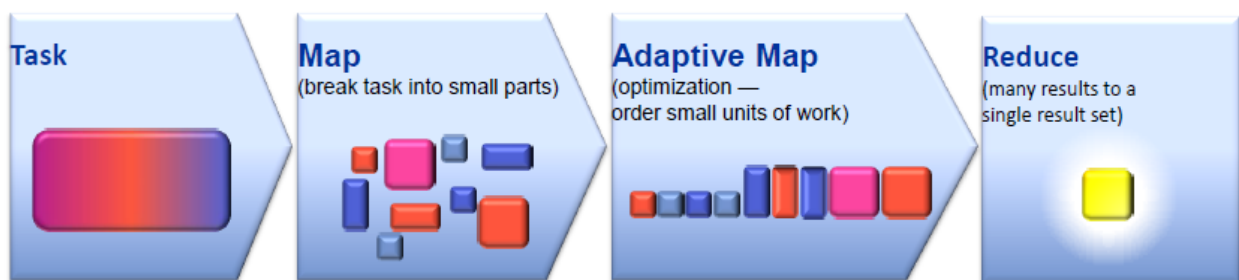 Task
Map
(break task into small parts)
Adaptive Map
(optimization —
order small units of work)
Reduce
(many results to a
single result set)